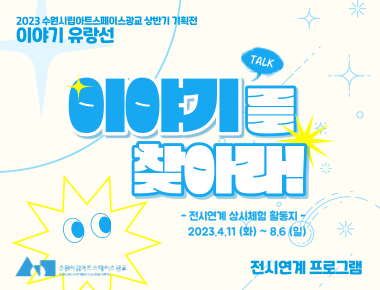 2023 수원시립아트스페이스광교 상반기 기획전
이야기 유랑선
TALK
이야기를
찾아라!
- 전시연계 상시체험 활동지 -
2023.4.11 (화) ~ 8.6 (일)
수원시립아트스페이스광교
전시연계 프로그램